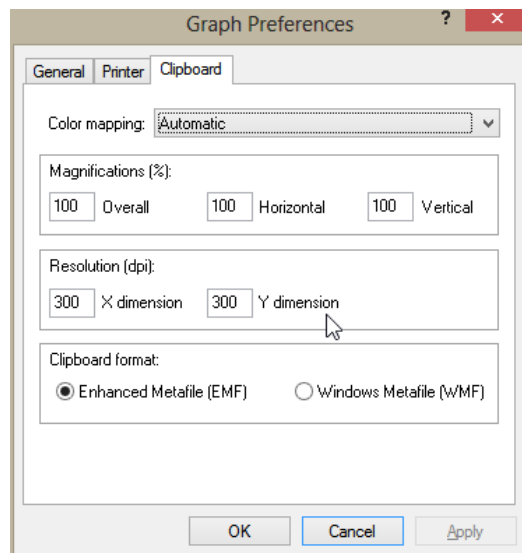 Graph Preferences ? ×
General Printer Clipboard
Color mapping: Automatic
Magnifications (%):
100 Overall 100 Horizontal 100 Vertical
Resolution (dpi):
300 X dimension 300 Y dimension
Clipboard format:
Enhanced Metafile (EMF) Windows Metafile (WMF)
OK Cancel Apply